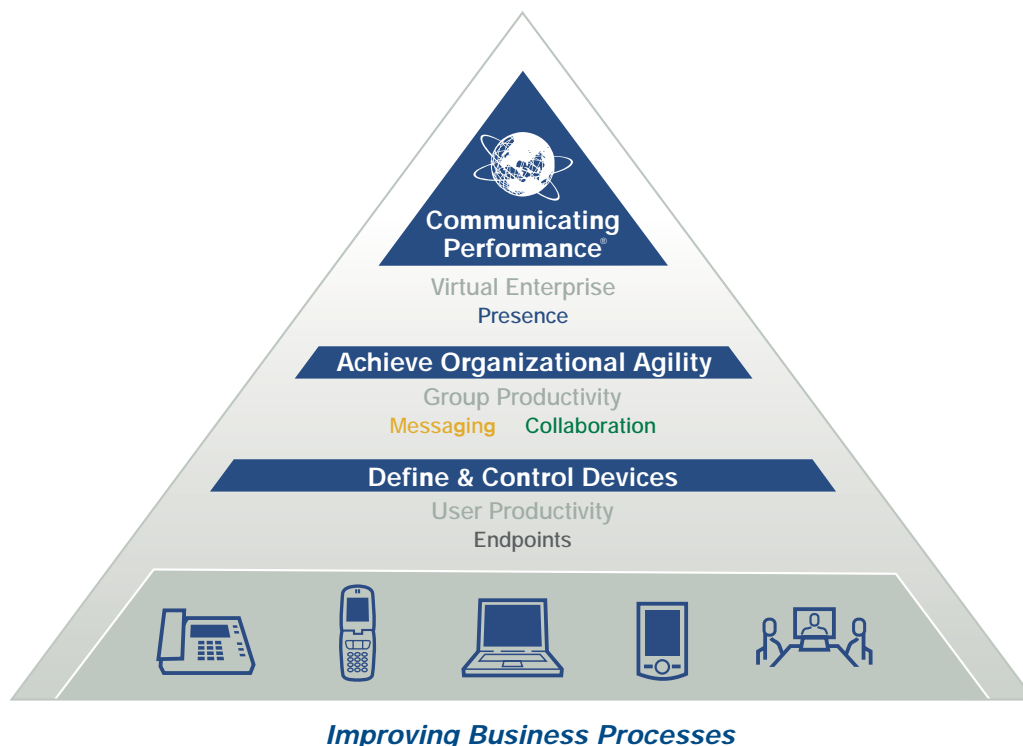 Communicating
Performance®
Virtual Enterprise
Presence
Achieve Organizational Agility
Group Productivity
Messaging Collaboration
Define & Control Devices
User Productivity
Endpoints
Improving Business Processes